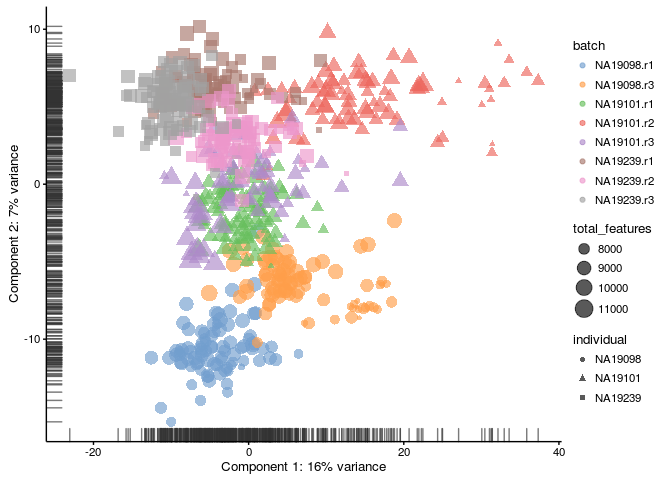 10
0
-10
-20
0
20
40
Component 1: 16% variance
Component 2: 7% variance
batch
NA19098.r1
NA19098.r3
NA19101.r1
NA19101.r2
NA19101.r3
NA19239.r1
NA19239.r2
NA19239.r3
total_features
8000
9000
10000
11000
individual
NA19098
NA19101
NA19239